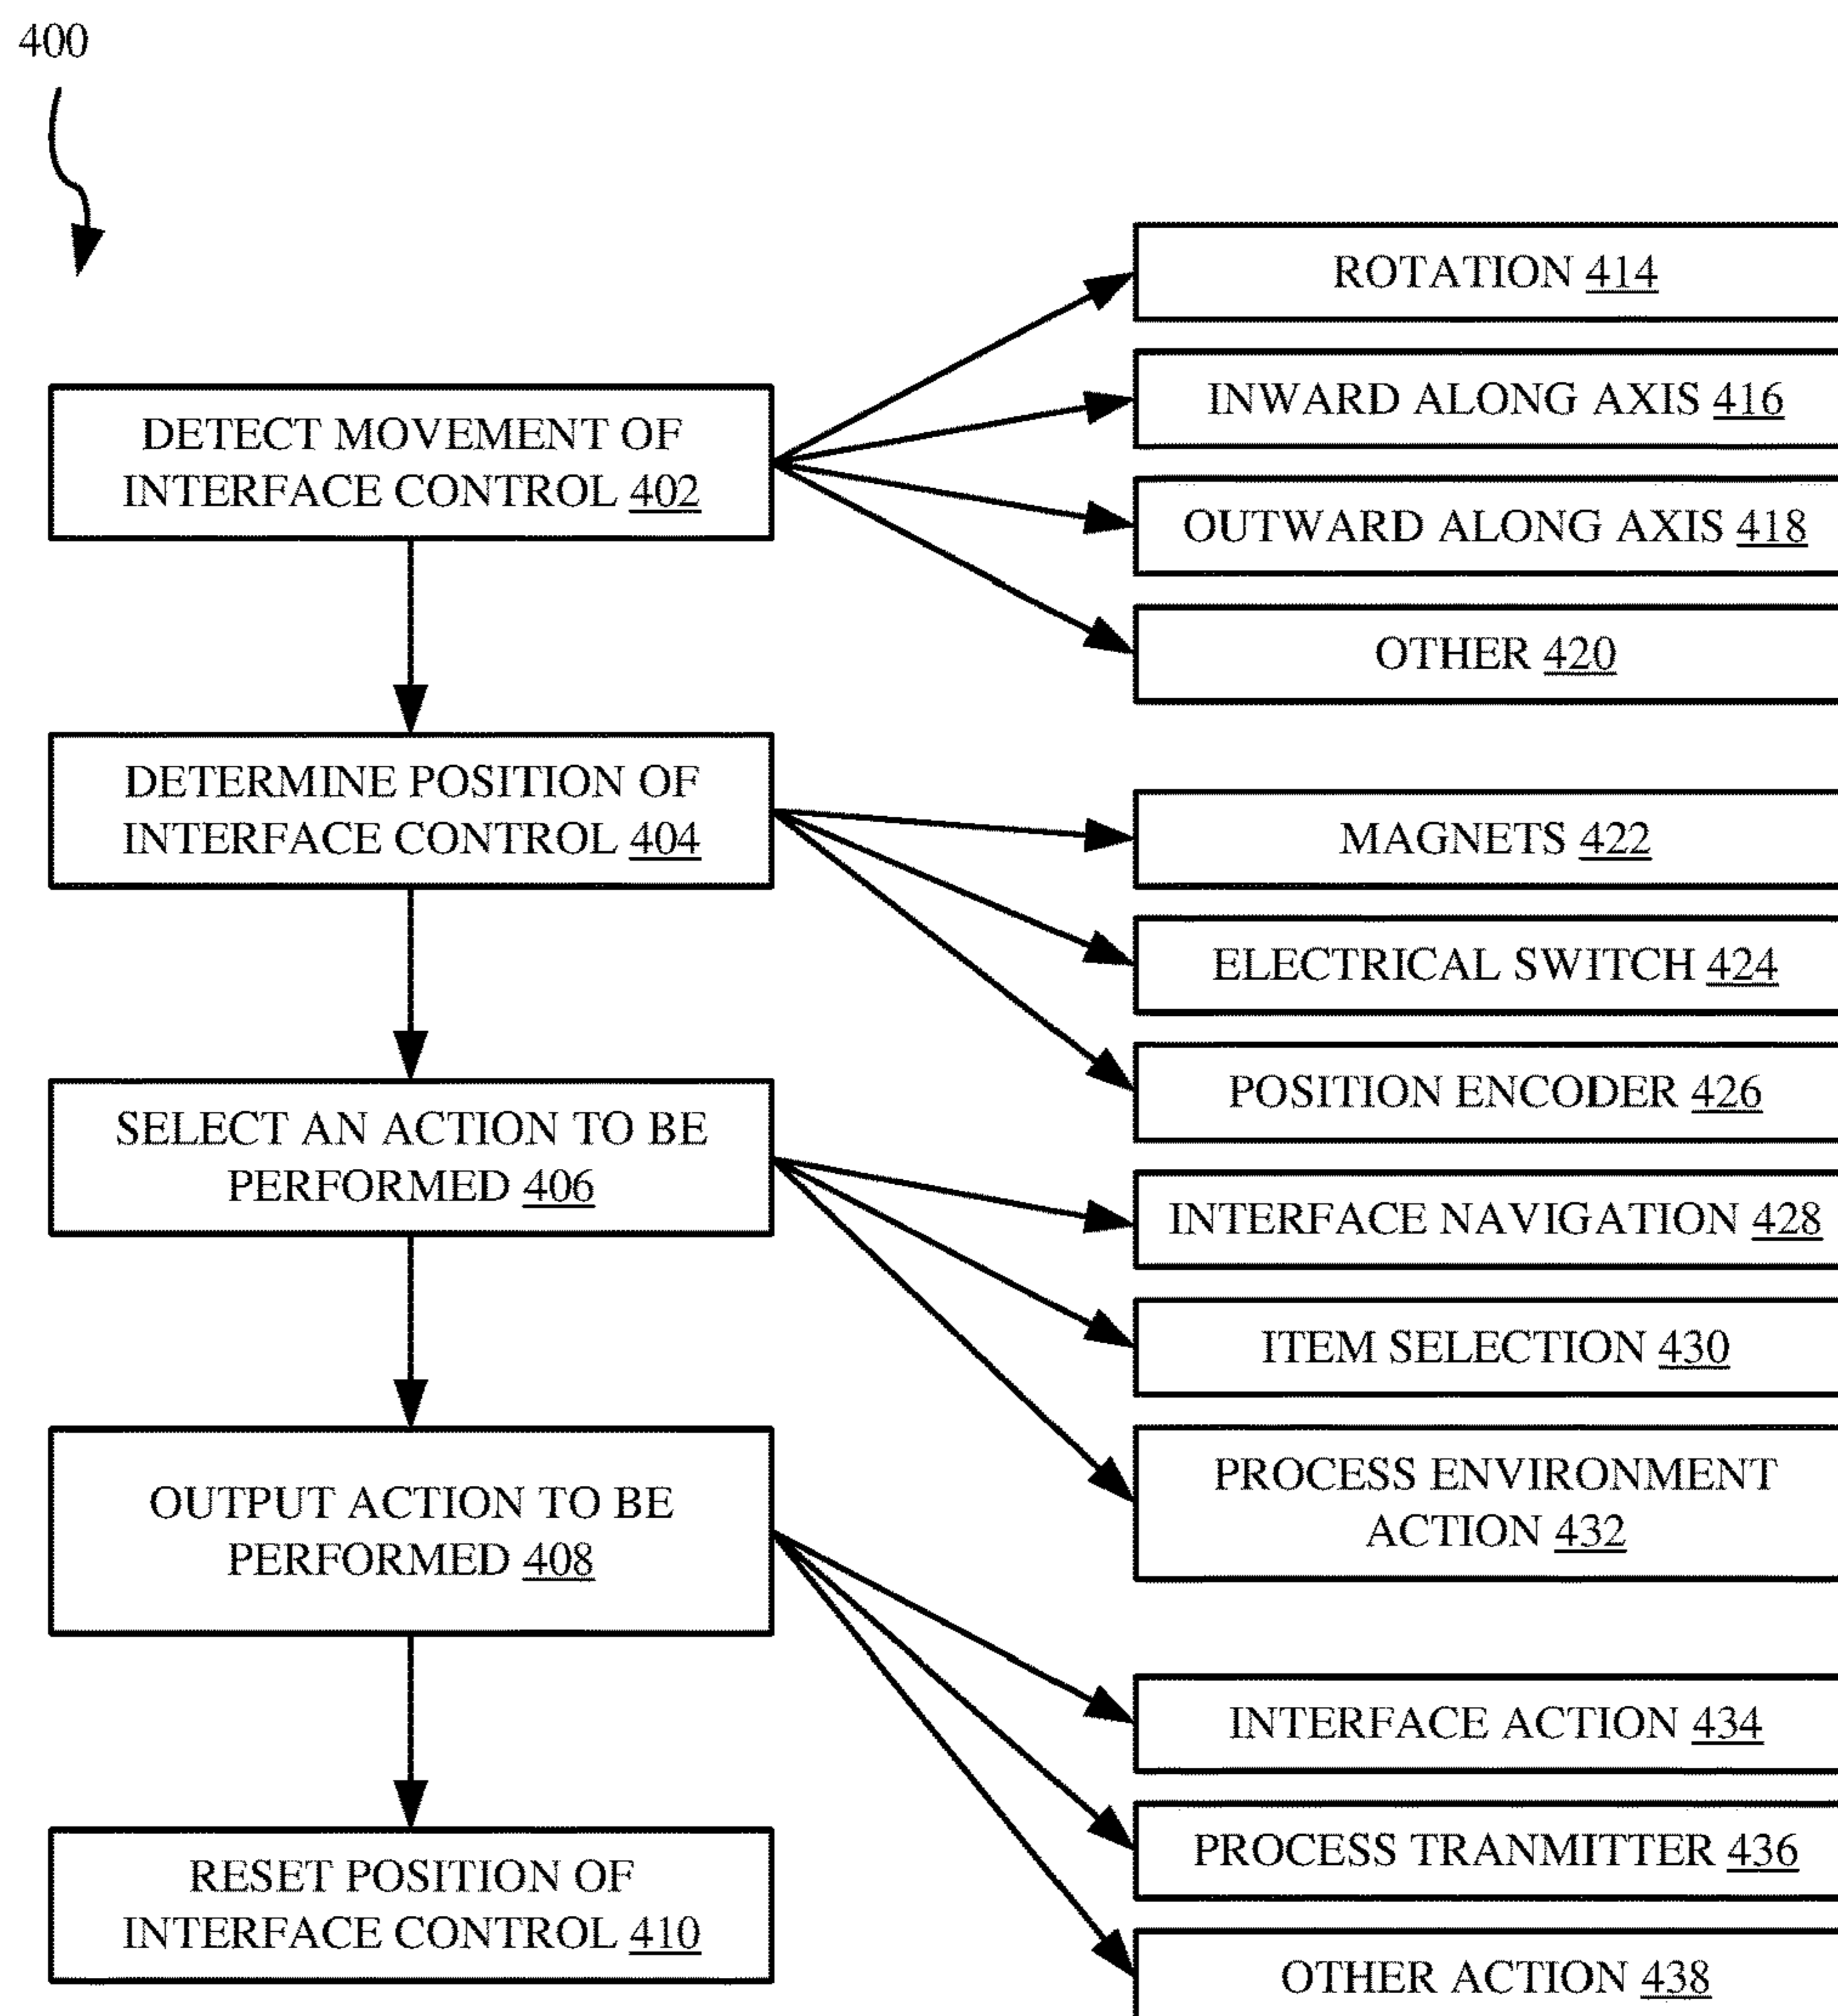 400
ROTATION 414
INWARD ALONG AXIS 416
DETECT MOVEMENT OF
INTERFACE CONTROL 402
OUTWARD ALONG AXIS 418
OTHER 420
DETERMINE POSITION OF
INTERFACE CONTROL 404
MAGNETS 422
ELECTRICAL SWITCH 424
POSITION ENCODER 426
SELECT AN ACTION TO BE
PERFORMED 406
INTERFACE NAVIGATION 428
ITEM SELECTION 430
PROCESS ENVIRONMENT
ACTION 432
OUTPUT ACTION TO BE
PERFORMED 408
INTERFACE ACTION 434
PROCESS TRANMITTER 436
RESET POSITION OF
INTERFACE CONTROL 410
OTHER ACTION 438